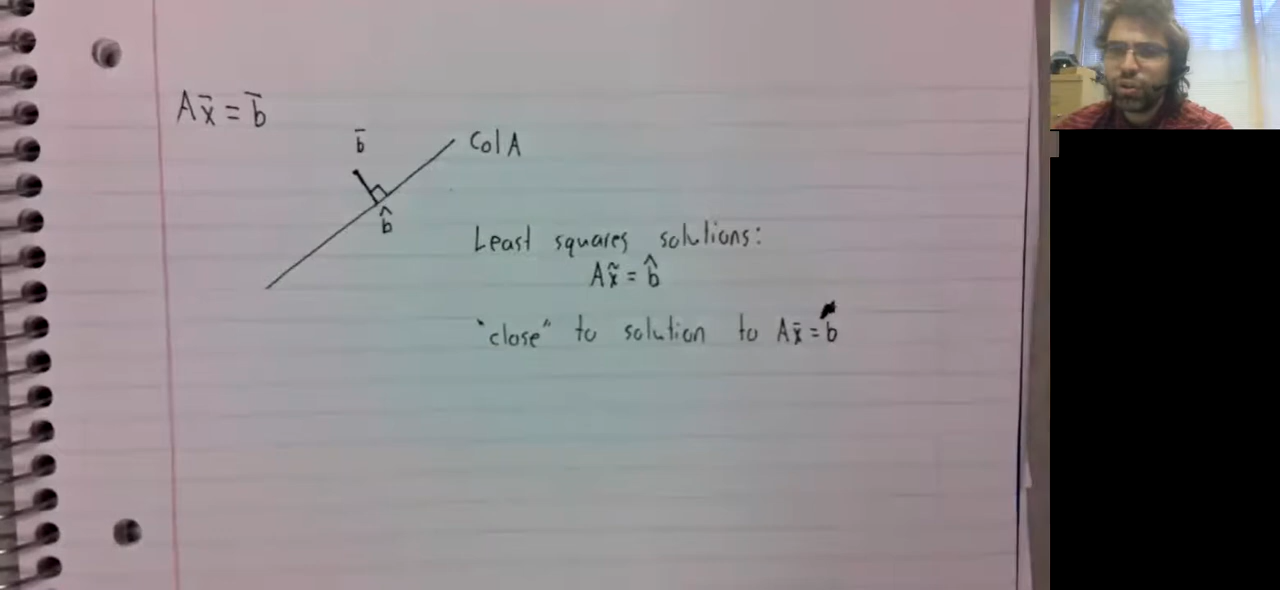 Ax̄ = b̄
b̄
Col A
b̂
Least squares solutions:
Ax̃ = b̂
"close" to solution to Ax̄ = b